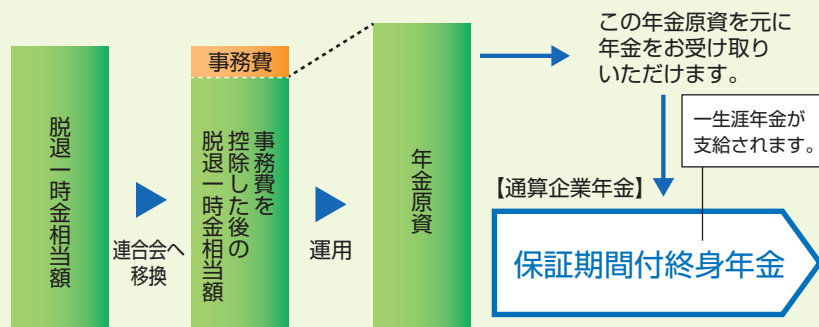 脱退一時金相当額
連合会へ
移換
事務費
事務費を
控除した後の
脱退一時金相当額
運用
年金原資
この年金原資を元に
年金をお受け取り
いただけます。
一生涯年金が
支給されます。
【通算企業年金】
保証期間付終身年金